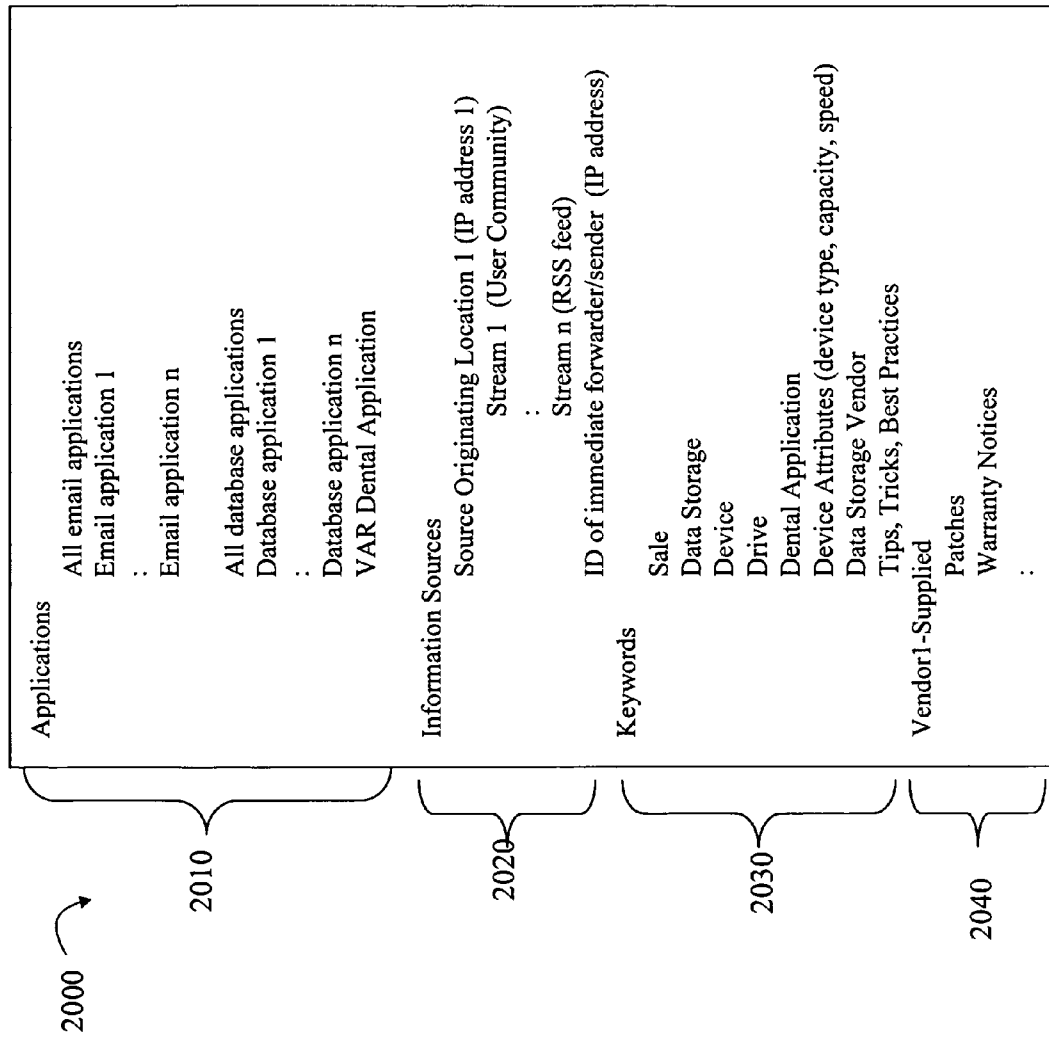 2000
2010
Applications
All email applications
Email application 1
:
Email application n
All database applications
Database application 1
:
Database application n
VAR Dental Application
2020
Information Sources
Source Originating Location 1 (IP address 1)
Stream 1 (User Community)
:
Stream n (RSS feed)
ID of immediate forwarder/sender (IP address)
2030
Keywords
Sale
Data Storage
Device
Drive
Dental Application
Device Attributes (device type, capacity, speed)
Data Storage Vendor
Tips, Tricks, Best Practices
2040
Vendor1-Supplied
Patches
Warranty Notices
: